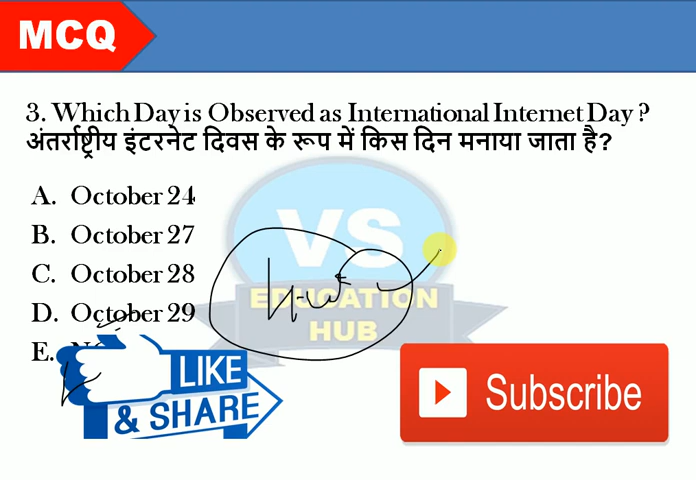 MCQ
3. Which Day is Observed as International Internet Day ?
अंतर्राष्ट्रीय इंटरनेट दिवस के रूप में किस दिन मनाया जाता है?
A. October 24
B. October 27
C. October 28
D. October 29
E.
VS
EDUCATION
HUB
LIKE
& SHARE
Subscribe